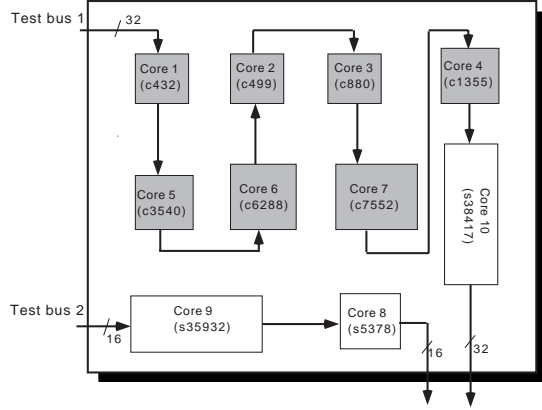 Test bus 1
32
Core 1
(c432)
Core 2
(c499)
Core 3
(c880)
Core 4
(c1355)
Core 5
(c3540)
Core 6
(c6288)
Core 7
(c7552)
Core 10
(s38417)
Test bus 2
16
Core 9
(s35932)
Core 8
(s5378)
16
32